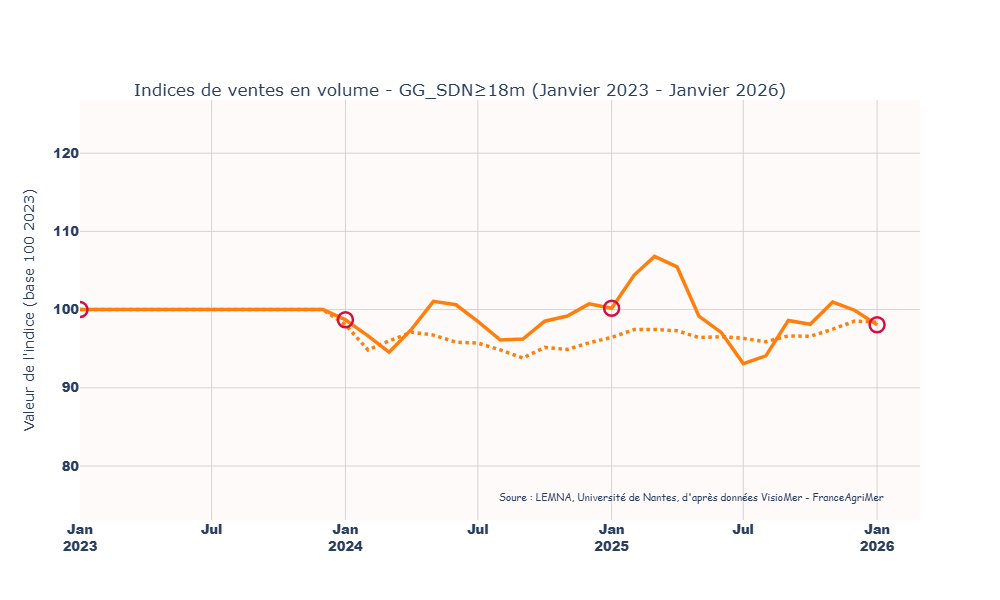 Indices de ventes en volume - GG_SDN≥18m (Janvier 2023 - Janvier 2026)
Valeur de l'indice (base 100 2023)
120
110
100
90
80
Soure : LEMNA, Université de Nantes, d'après données VisioMer - FranceAgriMer
Jan Jul Jan Jul Jan Jul Jan
2023 2024 2025 2026